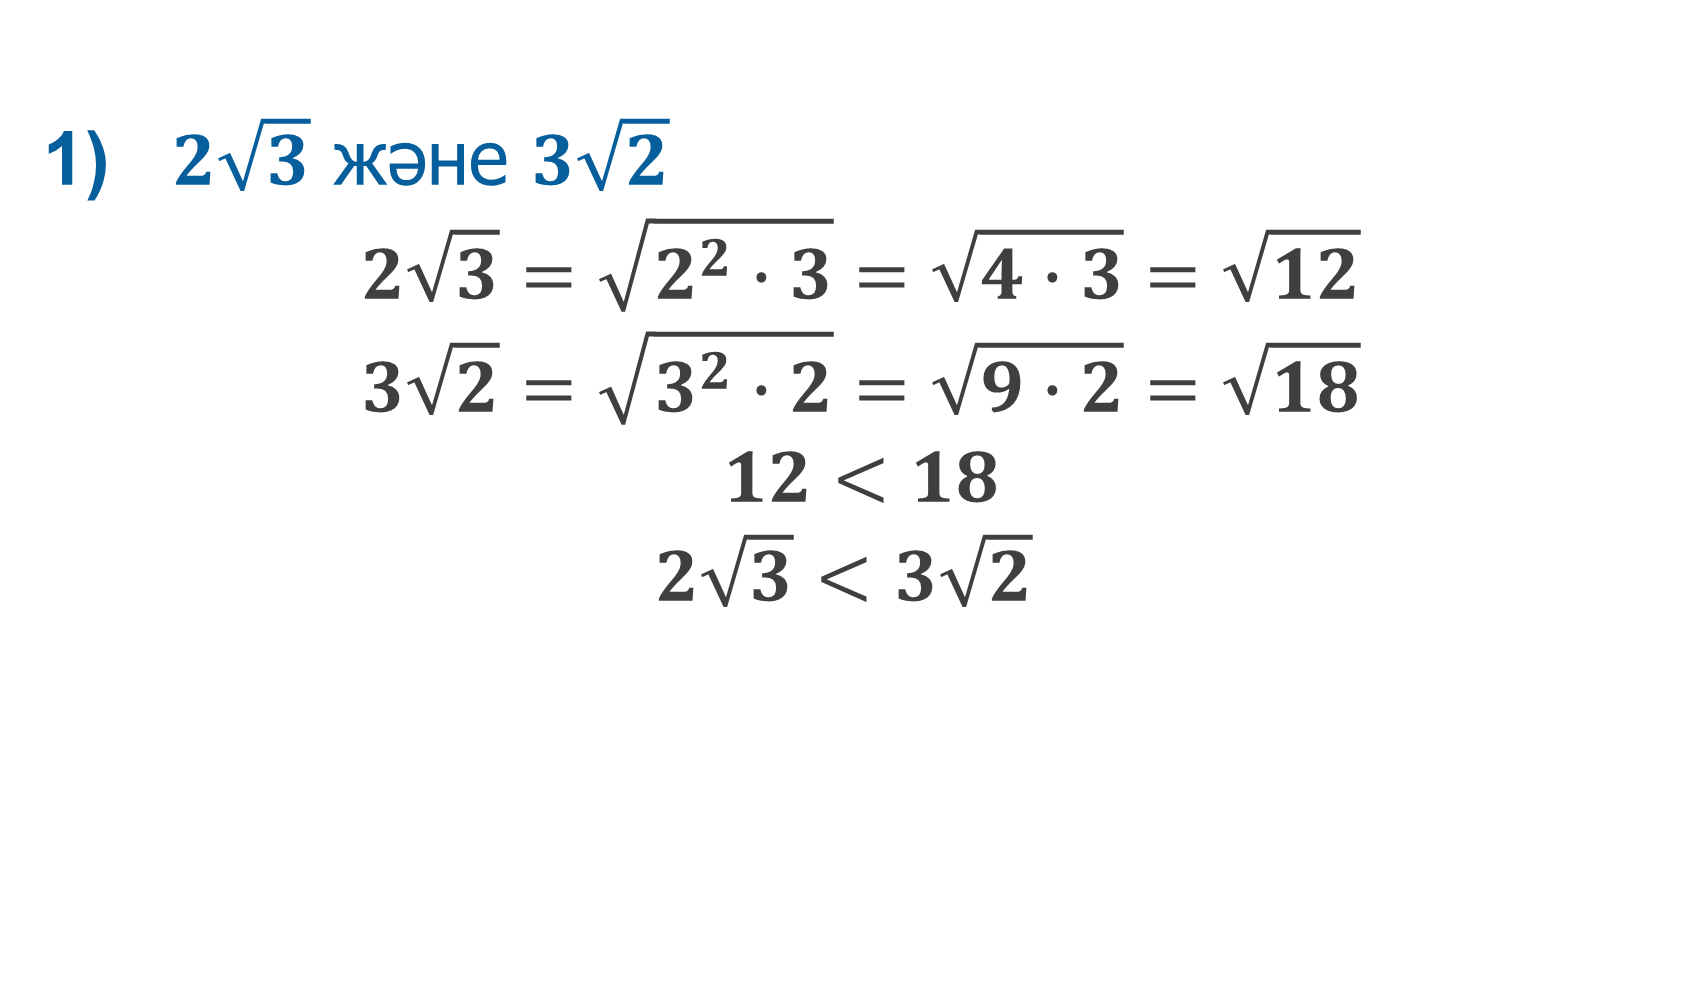 1) 2√3 және 3√2
2√3 = √(2² · 3) = √(4 · 3) = √12
3√2 = √(3² · 2) = √(9 · 2) = √18
12 < 18
2√3 < 3√2